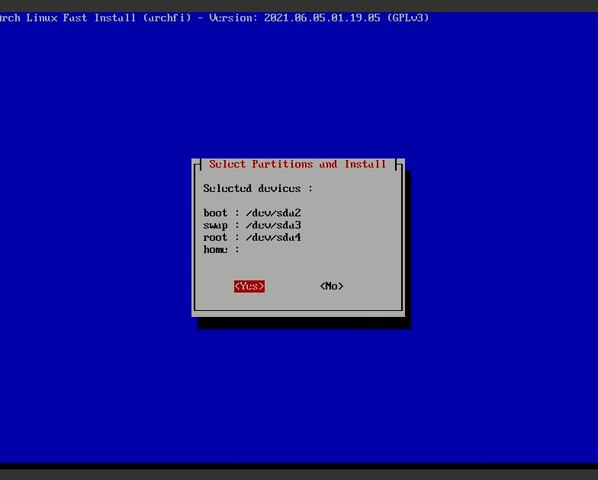 rch Linux Fast Install (archfi) - Version: 2021.06.05.01.19.05 (GPLv3)
Select Partitions and Install
Selected devices :
boot : /dev/sda2
swap : /dev/sda3
root : /dev/sda4
home :
<Yes> <No>